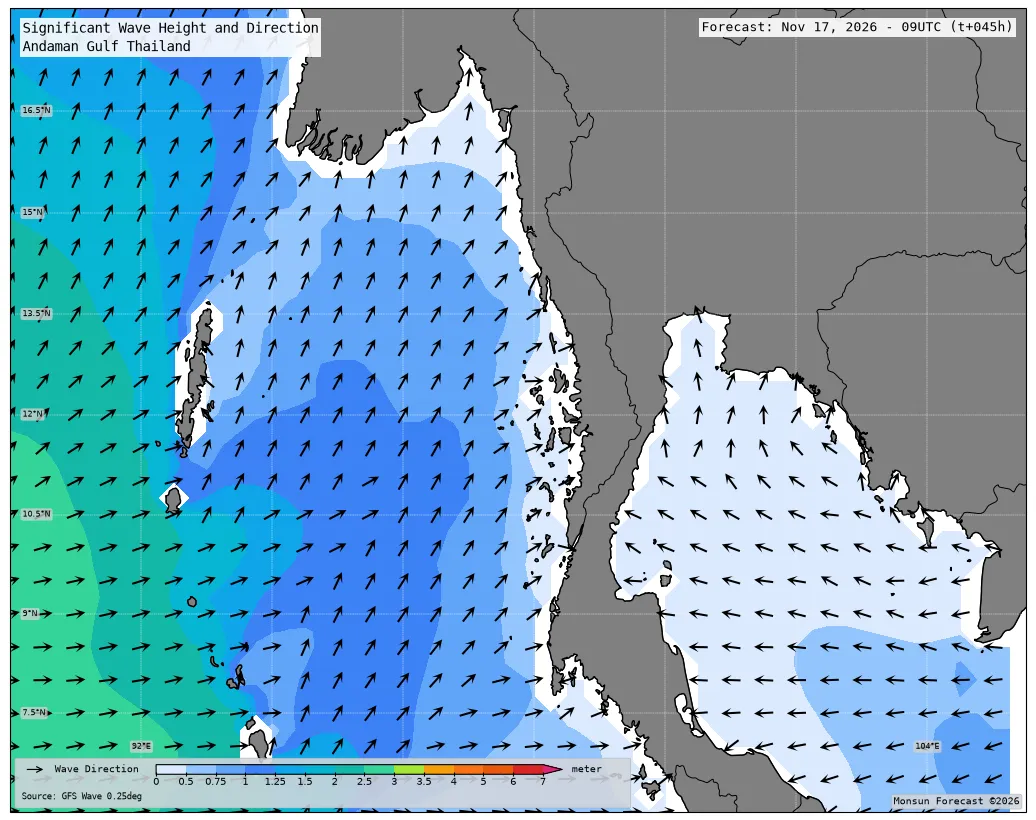 Significant Wave Height and Direction
Andaman Gulf Thailand
Forecast: Nov 17, 2026 - 09UTC (t+045h)
16.5°N
15°N
13.5°N
12°N
10.5°N
9°N
7.5°N
92°E
104°E
Wave Direction
0 0.5 0.75 1 1.25 1.5 2 2.5 3 3.5 4 5 6 7
meter
Source: GFS Wave 0.25deg
Monsun Forecast ©2026